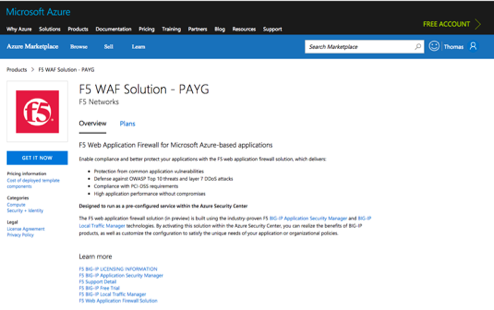 Microsoft Azure
FREE ACCOUNT
Why Azure Solutions Products Documentation Pricing Training Partners Blog Resources Support
Azure Marketplace Browse Sell Learn Search Marketplace Thomas
Products > F5 WAF Solution - PAYG
f5
F5 WAF Solution - PAYG
F5 Networks
Overview Plans
GET IT NOW
Pricing information
Cost of deployed template
components
Categories
Compute
Security + Identity
Legal
License Agreement
Privacy Policy
F5 Web Application Firewall for Microsoft Azure-based applications
Enable compliance and better protect your applications with the F5 web application firewall solution, which delivers:
• Protection from common application vulnerabilities
• Defense against OWASP Top 10 threats and layer 7 DDoS attacks
• Compliance with PCI-DSS requirements
• High application performance without compromises
Designed to run as a pre-configured service within the Azure Security Center
The F5 web application firewall solution (in preview) is built using the industry-proven F5 BIG-IP Application Security Manager and BIG-IP
Local Traffic Manager technologies. By activating this solution within the Azure Security Center, you can realize the benefits of BIG-IP
products, as well as customize the configuration to satisfy the unique needs of your application or organizational policies.
Learn more
F5 BIG-IP LICENSING INFORMATION
F5 BIG-IP Application Security Manager
F5 Support Detail
F5 BIG-IP Free Trial
F5 BIG-IP Local Traffic Manager
F5 Web Application Firewall Solution